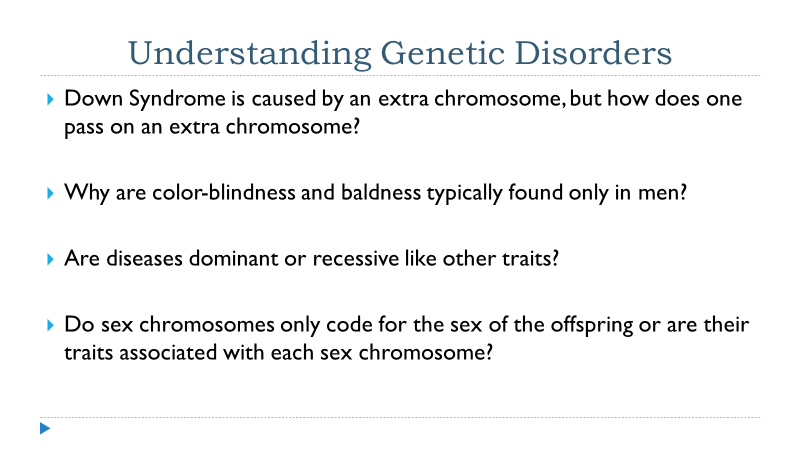 Understanding Genetic Disorders
Down Syndrome is caused by an extra chromosome, but how does one
pass on an extra chromosome?
Why are color-blindness and baldness typically found only in men?
Are diseases dominant or recessive like other traits?
Do sex chromosomes only code for the sex of the offspring or are their
traits associated with each sex chromosome?